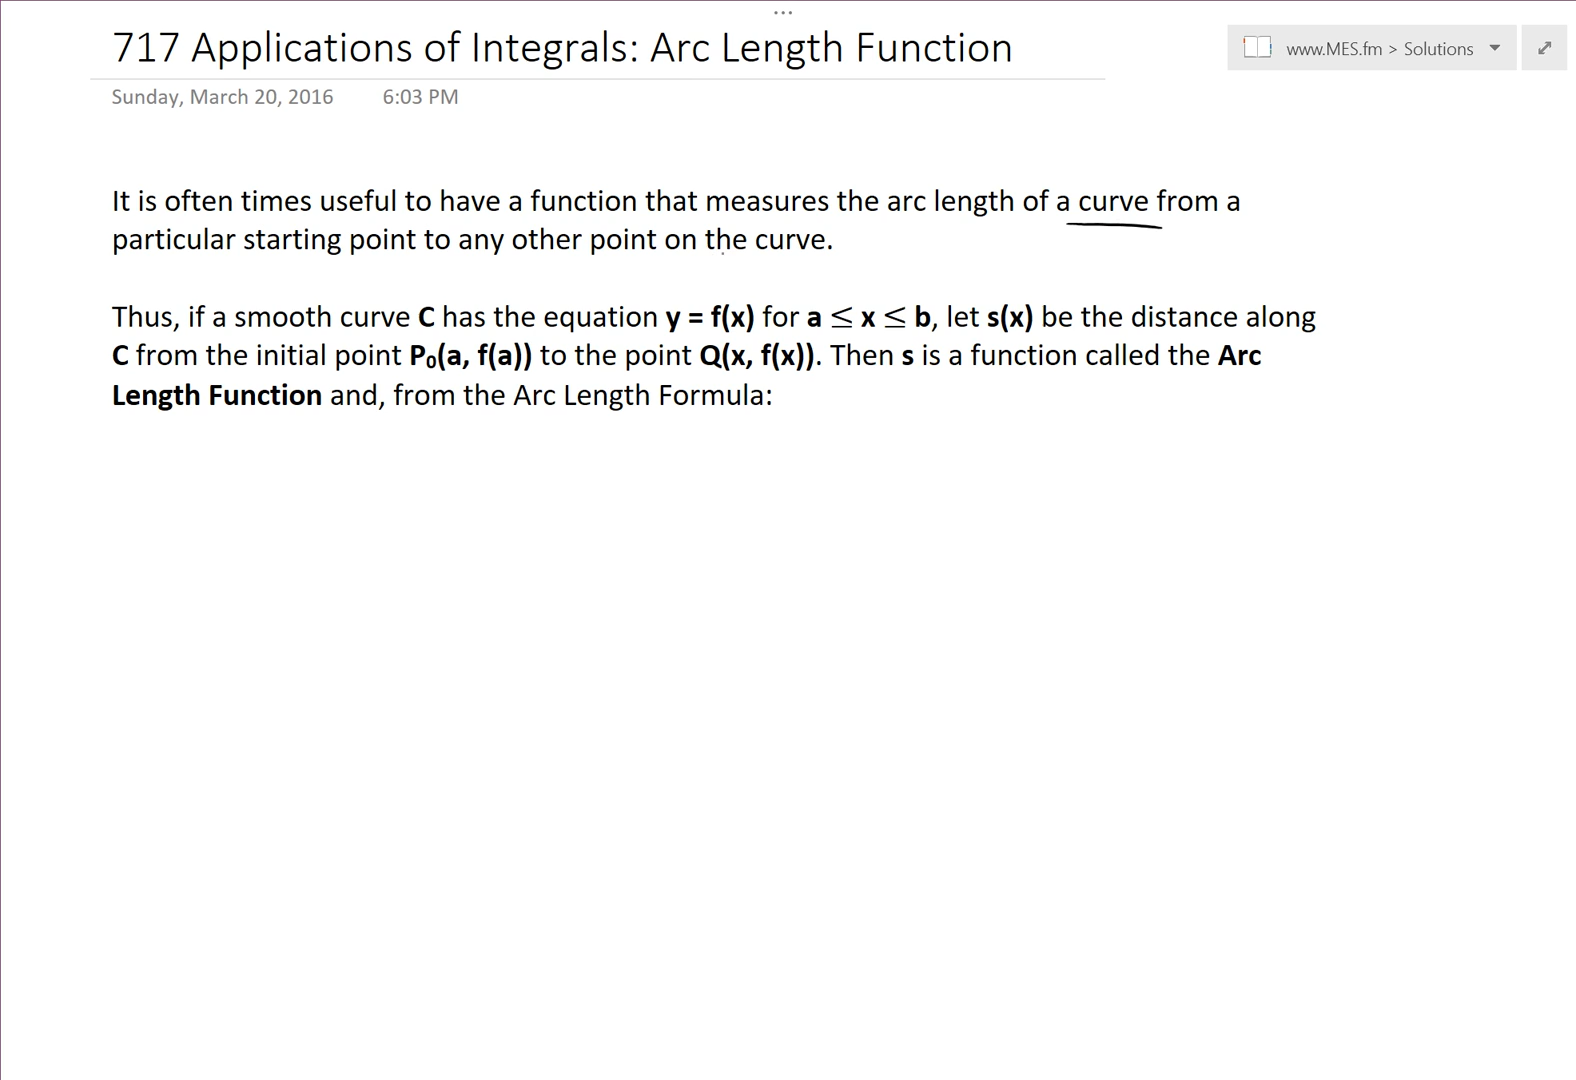 ...
717 Applications of Integrals: Arc Length Function
www.MES.fm > Solutions
Sunday, March 20, 2016 6:03 PM
It is often times useful to have a function that measures the arc length of a curve from a
particular starting point to any other point on the curve.
Thus, if a smooth curve C has the equation y = f(x) for a ≤ x ≤ b, let s(x) be the distance along
C from the initial point P₀(a, f(a)) to the point Q(x, f(x)). Then s is a function called the Arc
Length Function and, from the Arc Length Formula: